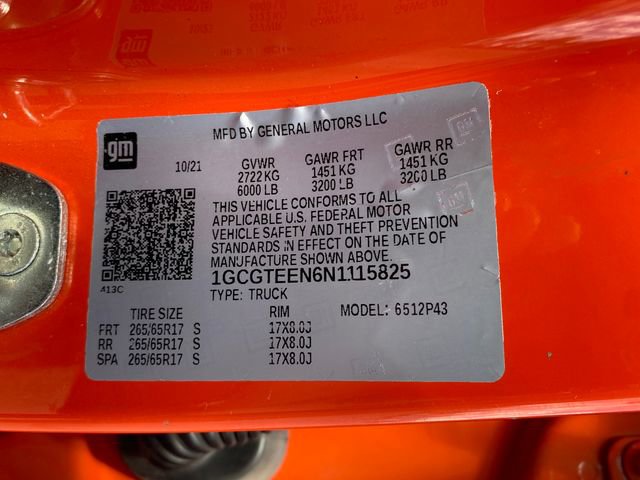 MFD BY GENERAL MOTORS LLC
gm
10/21 GVWR GAWR FRT GAWR RR
2722 KG 1451 KG 1451 KG
6000 LB 3200 LB 3200 LB
THIS VEHICLE CONFORMS TO ALL
APPLICABLE U.S. FEDERAL MOTOR
VEHICLE SAFETY AND THEFT PREVENTION
STANDARDS IN EFFECT ON THE DATE OF
MANUFACTURE SHOWN ABOVE.
1GCGTEEN6N1115825
413C
TYPE: TRUCK
TIRE SIZE RIM MODEL: 6512P43
FRT 265/65R17 S 17X8.0J
RR 265/65R17 S 17X8.0J
SPA 265/65R17 S 17X8.0J